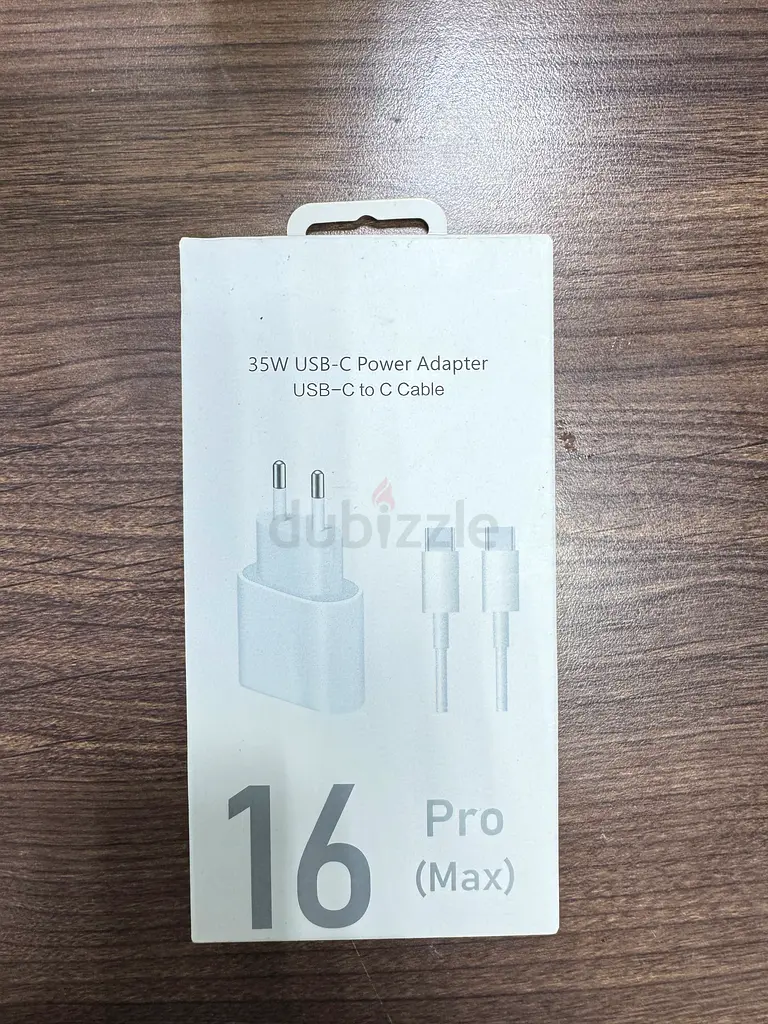 35W USB-C Power Adapter
USB-C to C Cable
dubizzle
16
Pro
(Max)